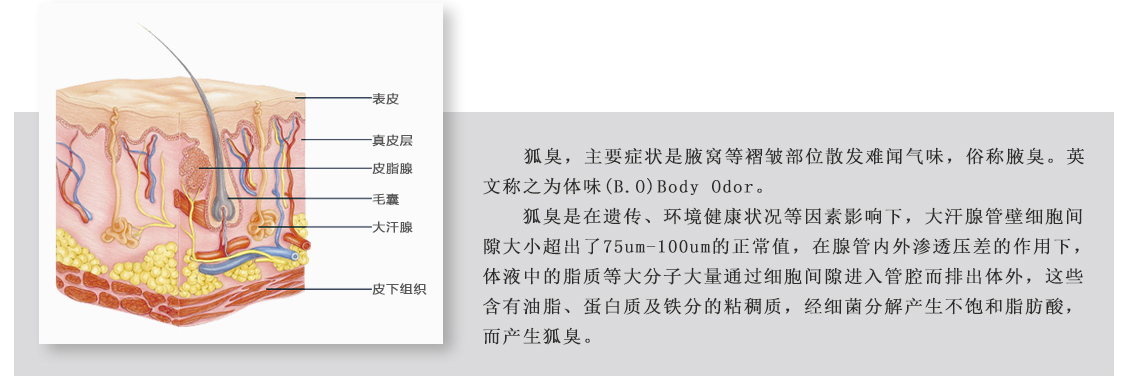 表皮
真皮层
皮脂腺
毛囊
大汗腺
皮下组织
狐臭，主要症状是腋窝等褶皱部位散发难闻气味，俗称腋臭。英
文称之为体味(B.O)Body Odor。
狐臭是在遗传、环境健康状况等因素影响下，大汗腺管壁细胞间
隙大小超出了75um-100um的正常值，在腺管内外渗透压差的作用下，
体液中的脂质等大分子大量通过细胞间隙进入管腔而排出体外，这些
含有油脂、蛋白质及铁分的粘稠质，经细菌分解产生不饱和脂肪酸，
而产生狐臭。